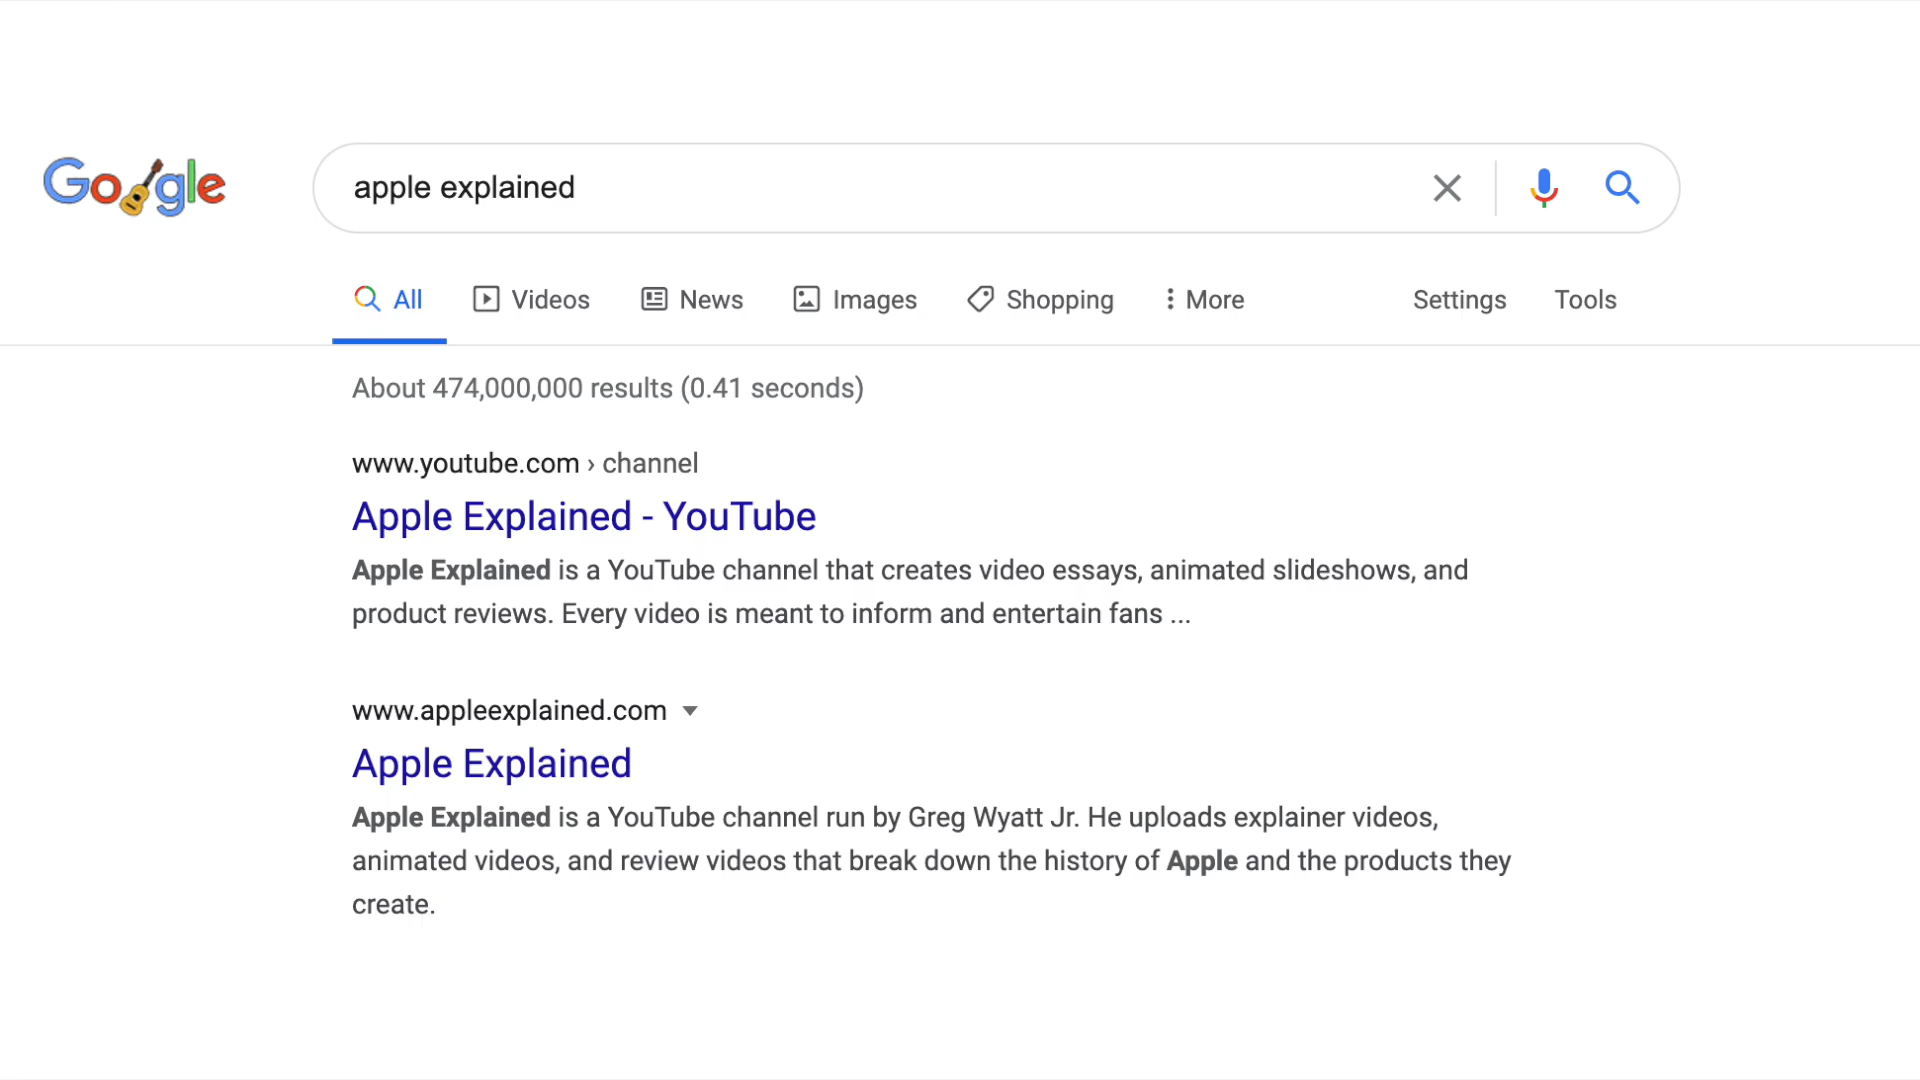 Google
apple explained
All Videos News Images Shopping More Settings Tools
About 474,000,000 results (0.41 seconds)
www.youtube.com › channel
Apple Explained - YouTube
Apple Explained is a YouTube channel that creates video essays, animated slideshows, and
product reviews. Every video is meant to inform and entertain fans ...
www.appleexplained.com
Apple Explained
Apple Explained is a YouTube channel run by Greg Wyatt Jr. He uploads explainer videos,
animated videos, and review videos that break down the history of Apple and the products they
create.